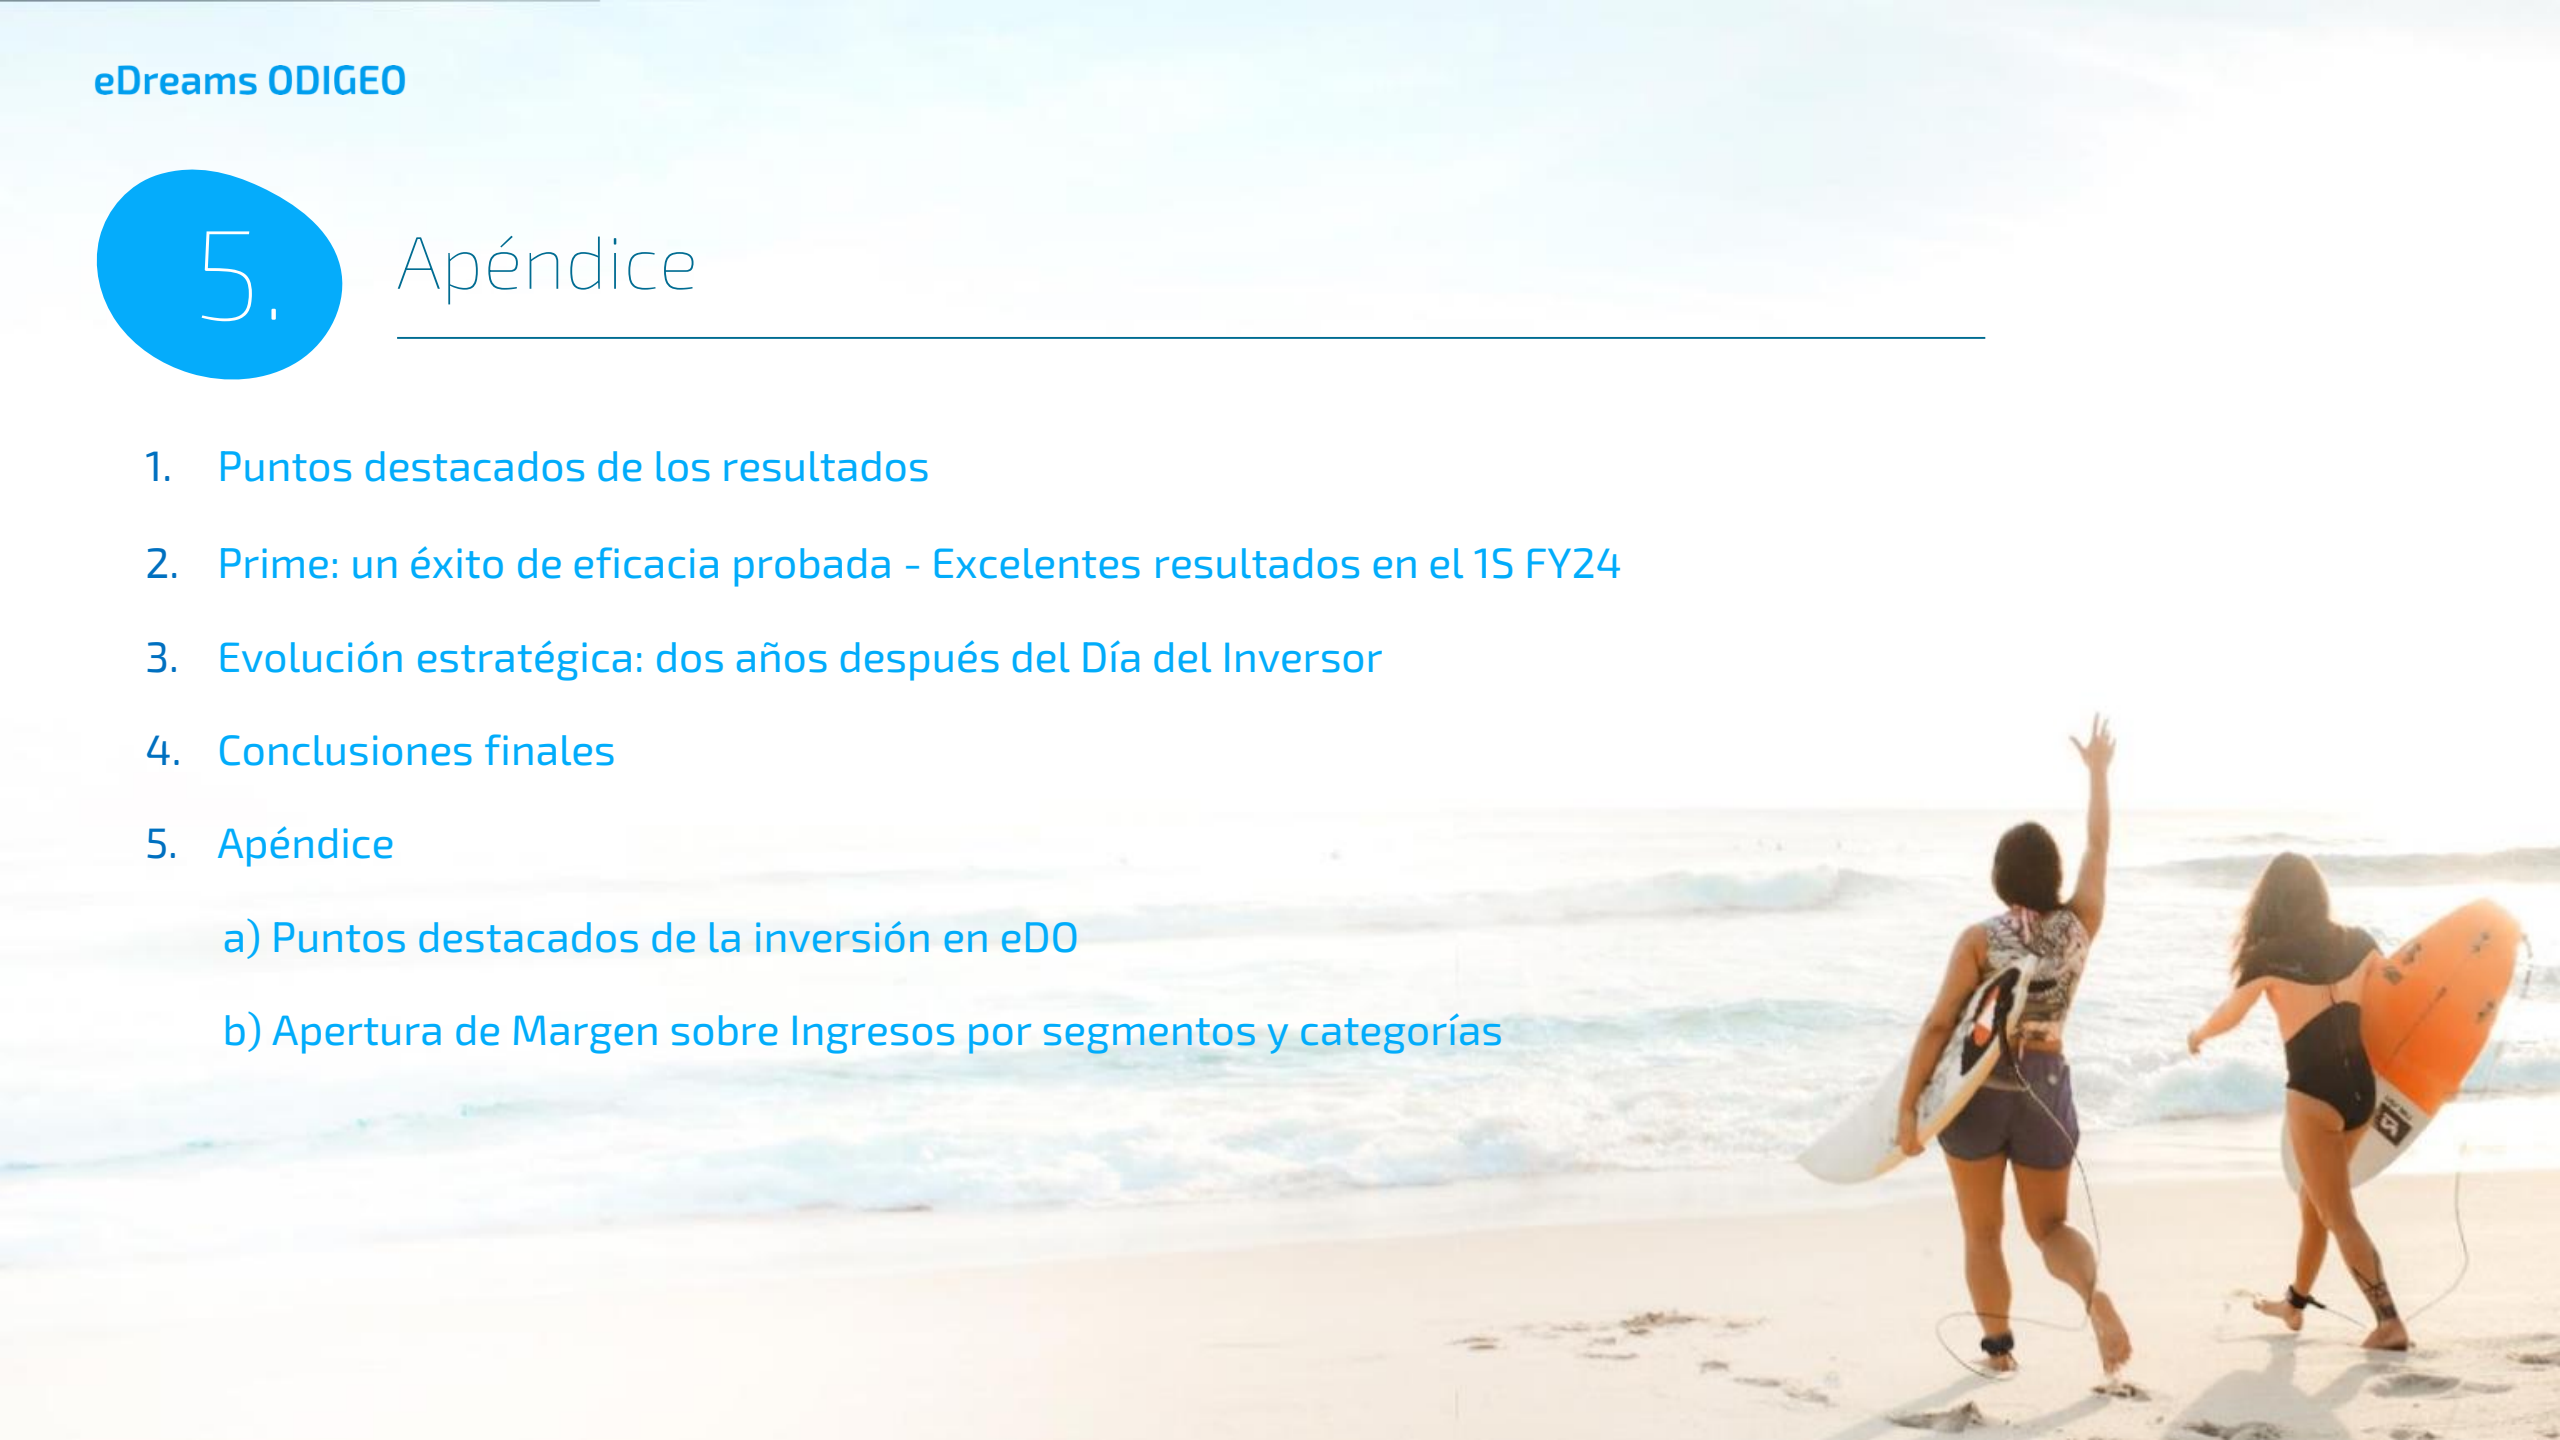 eDreams ODIGEO
5.
Apéndice
1. Puntos destacados de los resultados
2. Prime: un éxito de eficacia probada - Excelentes resultados en el 1S FY24
3. Evolución estratégica: dos años después del Día del Inversor
4. Conclusiones finales
5. Apéndice
a) Puntos destacados de la inversión en eDO
b) Apertura de Margen sobre Ingresos por segmentos y categorías